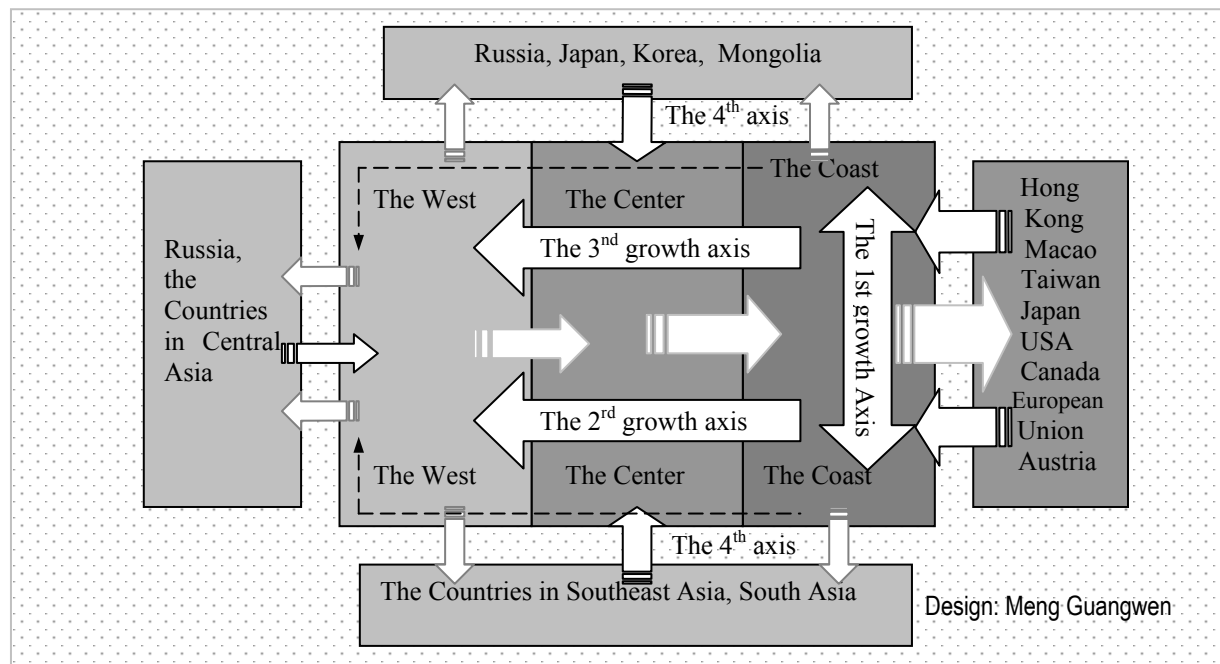 Russia, Japan, Korea, Mongolia
The 4th axis
The Coast
The West
The Center
Russia,
the
Countries
in Central
Asia
The 3nd growth axis
The 1st growth Axis
Hong
Kong
Macao
Taiwan
Japan
USA
Canada
European
Union
Austria
The 2rd growth axis
The West
The Center
The Coast
The 4th axis
The Countries in Southeast Asia, South Asia
Design: Meng Guangwen